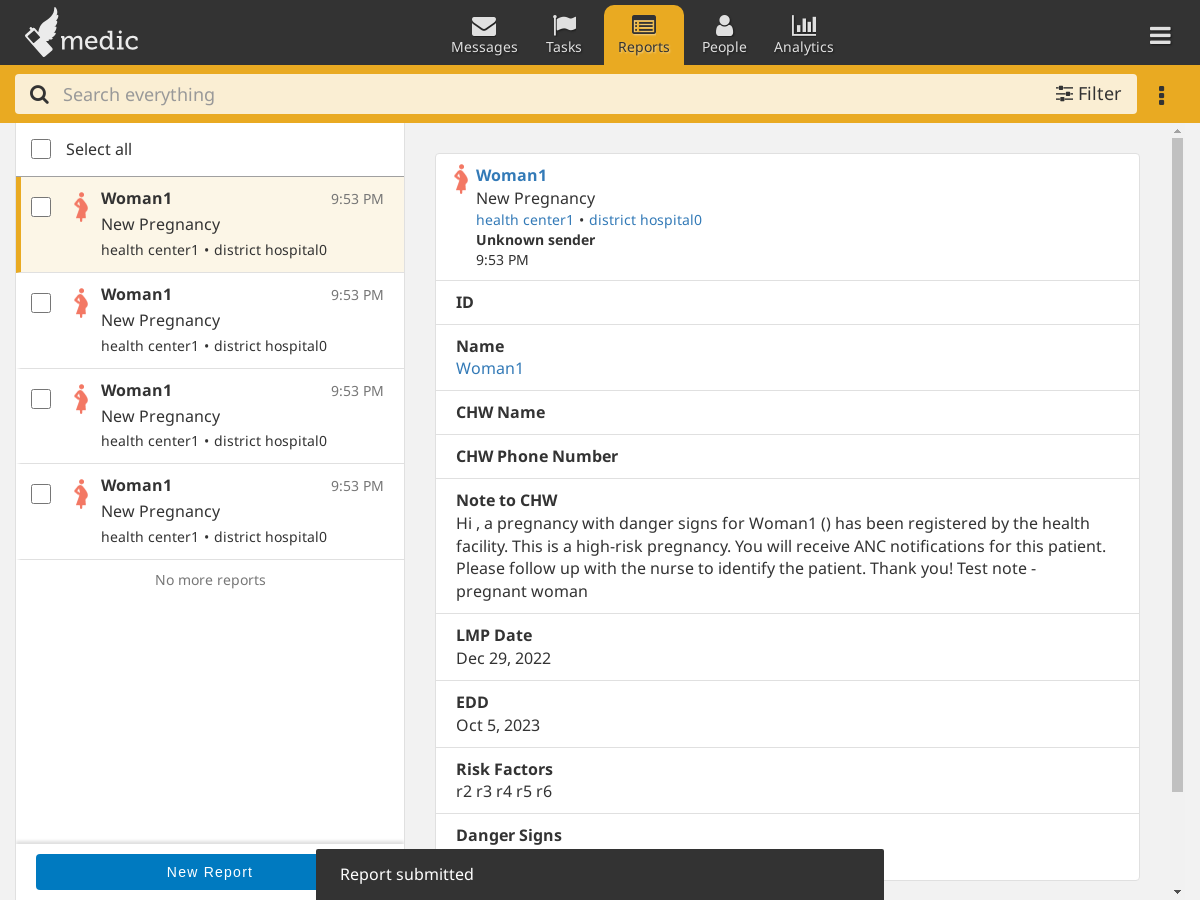 medic
Messages
Tasks
Reports
People
Analytics
Search everything
Filter
Select all
Woman1 9:53 PM
New Pregnancy
health center1 • district hospital0
Woman1 9:53 PM
New Pregnancy
health center1 • district hospital0
Woman1 9:53 PM
New Pregnancy
health center1 • district hospital0
Woman1 9:53 PM
New Pregnancy
health center1 • district hospital0
No more reports
New Report
Woman1
New Pregnancy
health center1 • district hospital0
Unknown sender
9:53 PM
ID
Name
Woman1
CHW Name
CHW Phone Number
Note to CHW
Hi , a pregnancy with danger signs for Woman1 () has been registered by the health
facility. This is a high-risk pregnancy. You will receive ANC notifications for this patient.
Please follow up with the nurse to identify the patient. Thank you! Test note -
pregnant woman
LMP Date
Dec 29, 2022
EDD
Oct 5, 2023
Risk Factors
r2 r3 r4 r5 r6
Danger Signs
Report submitted